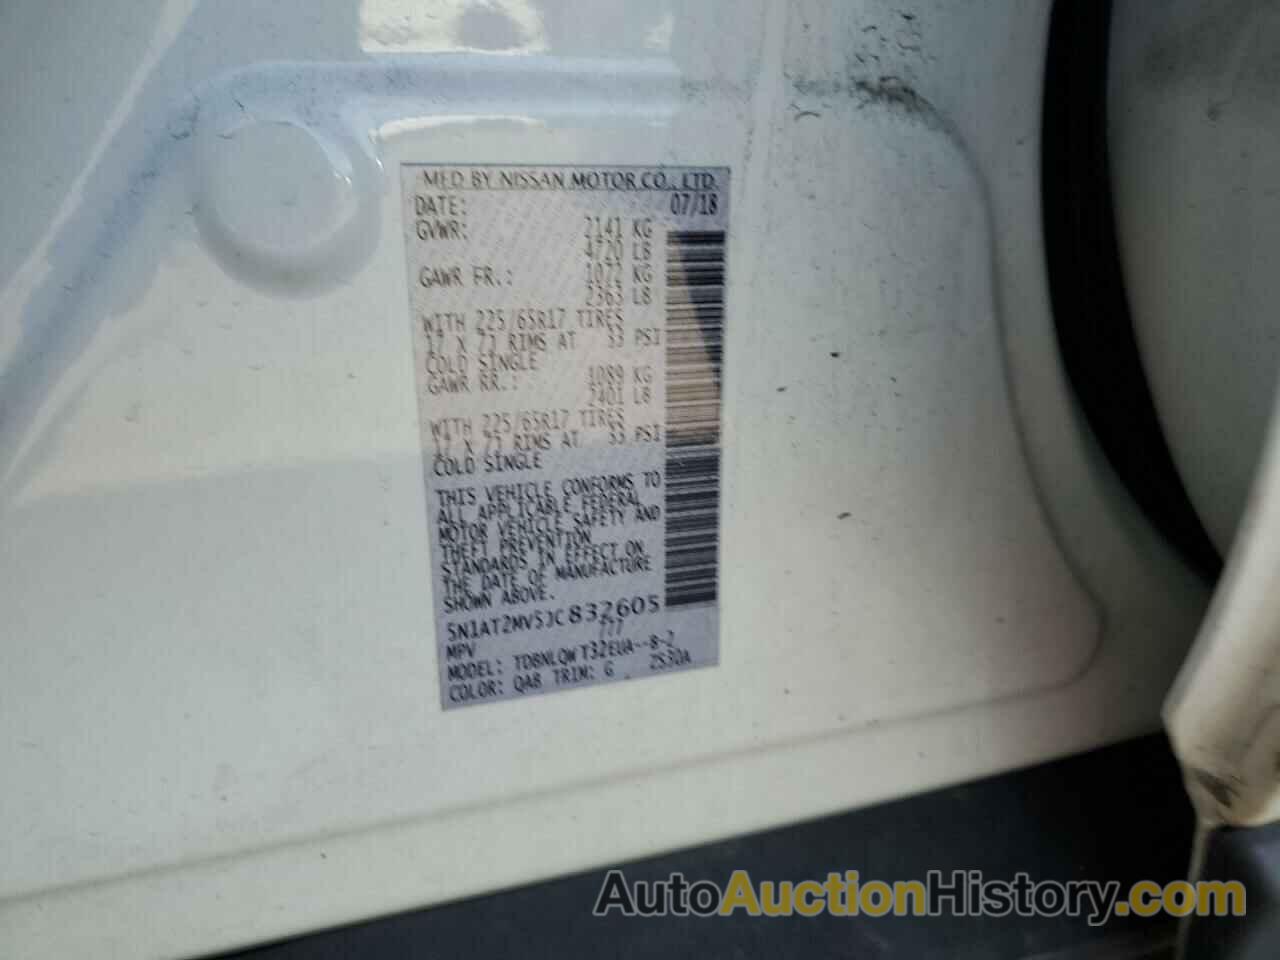 MFD BY NISSAN MOTOR CO., LTD.
DATE: 07/18
GVWR: 2141 KG
4720 LB
GAWR FR.: 1072 KG
2363 LB
WITH 225/65R17 TIRES
17 X 7J RIMS AT 33 PSI
COLD SINGLE
GAWR RR.: 1089 KG
2401 LB
WITH 225/65R17 TIRES
17 X 7J RIMS AT 33 PSI
COLD SINGLE
THIS VEHICLE CONFORMS TO
ALL APPLICABLE FEDERAL
MOTOR VEHICLE SAFETY AND
THEFT PREVENTION
STANDARDS IN EFFECT ON
THE DATE OF MANUFACTURE
SHOWN ABOVE.
5N1AT2MV5JC832605
MPV
MODEL: TDBNLQW T32EUA--8-2
COLOR: QAB TRIM: G
AutoAuctionHistory.com